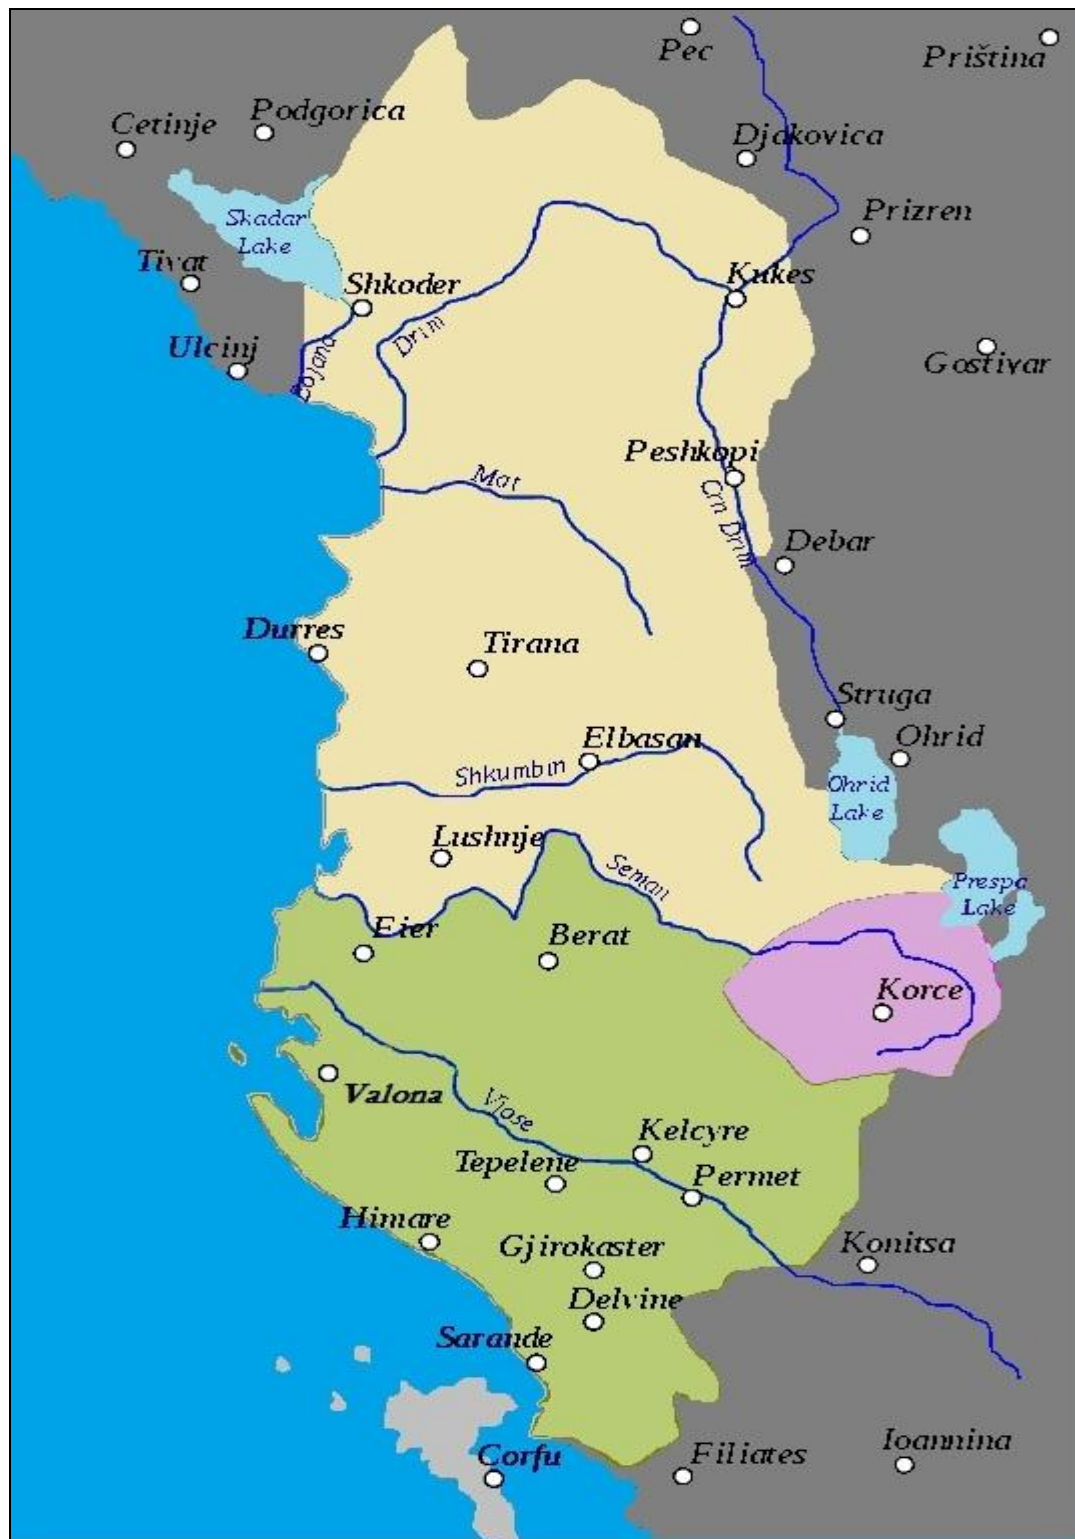 Pec
Priština
Podgorica
Cetinje
Djakovica
Prizren
Skadar
Lake
Tivat
Shkoder
Kukes
Drim
Bojana
Ulcinj
Gostivar
Peshkopi
Mat
Crn Drim
Debar
Durres
Tirana
Struga
Elbasan
Ohrid
Shkumbin
Ohrid
Lake
Lushnje
Seman
Prespa
Lake
Eier
Berat
Korce
Valona
Vjose
Kelcyre
Tepelene
Permet
Himare
Gjirokaster
Konitsa
Delvine
Sarande
Corfu
Filiates
Ioannina